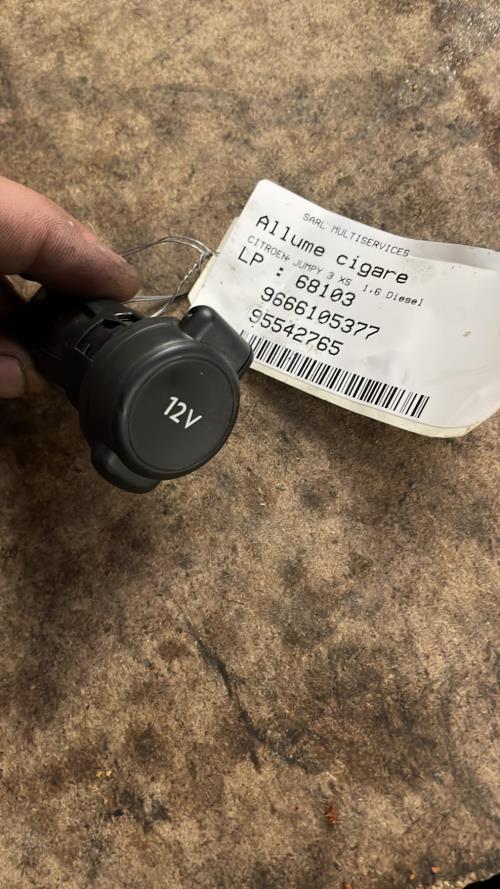 SARL MULTISERVICES
Allume cigare
CITROEN JUMPY 3 XS 1.6 Diesel
LP : 68103
9666105377
95542765
12V